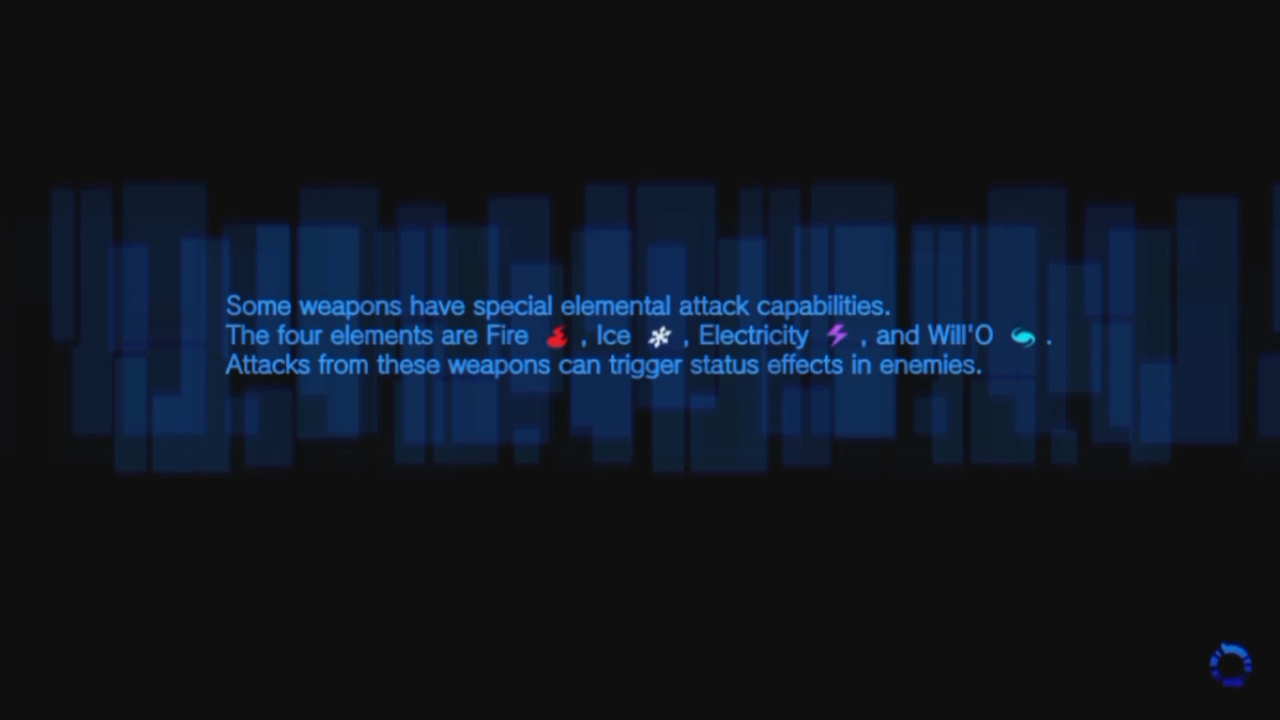 Some weapons have special elemental attack capabilities.
The four elements are Fire , Ice , Electricity , and Will'O .
Attacks from these weapons can trigger status effects in enemies.